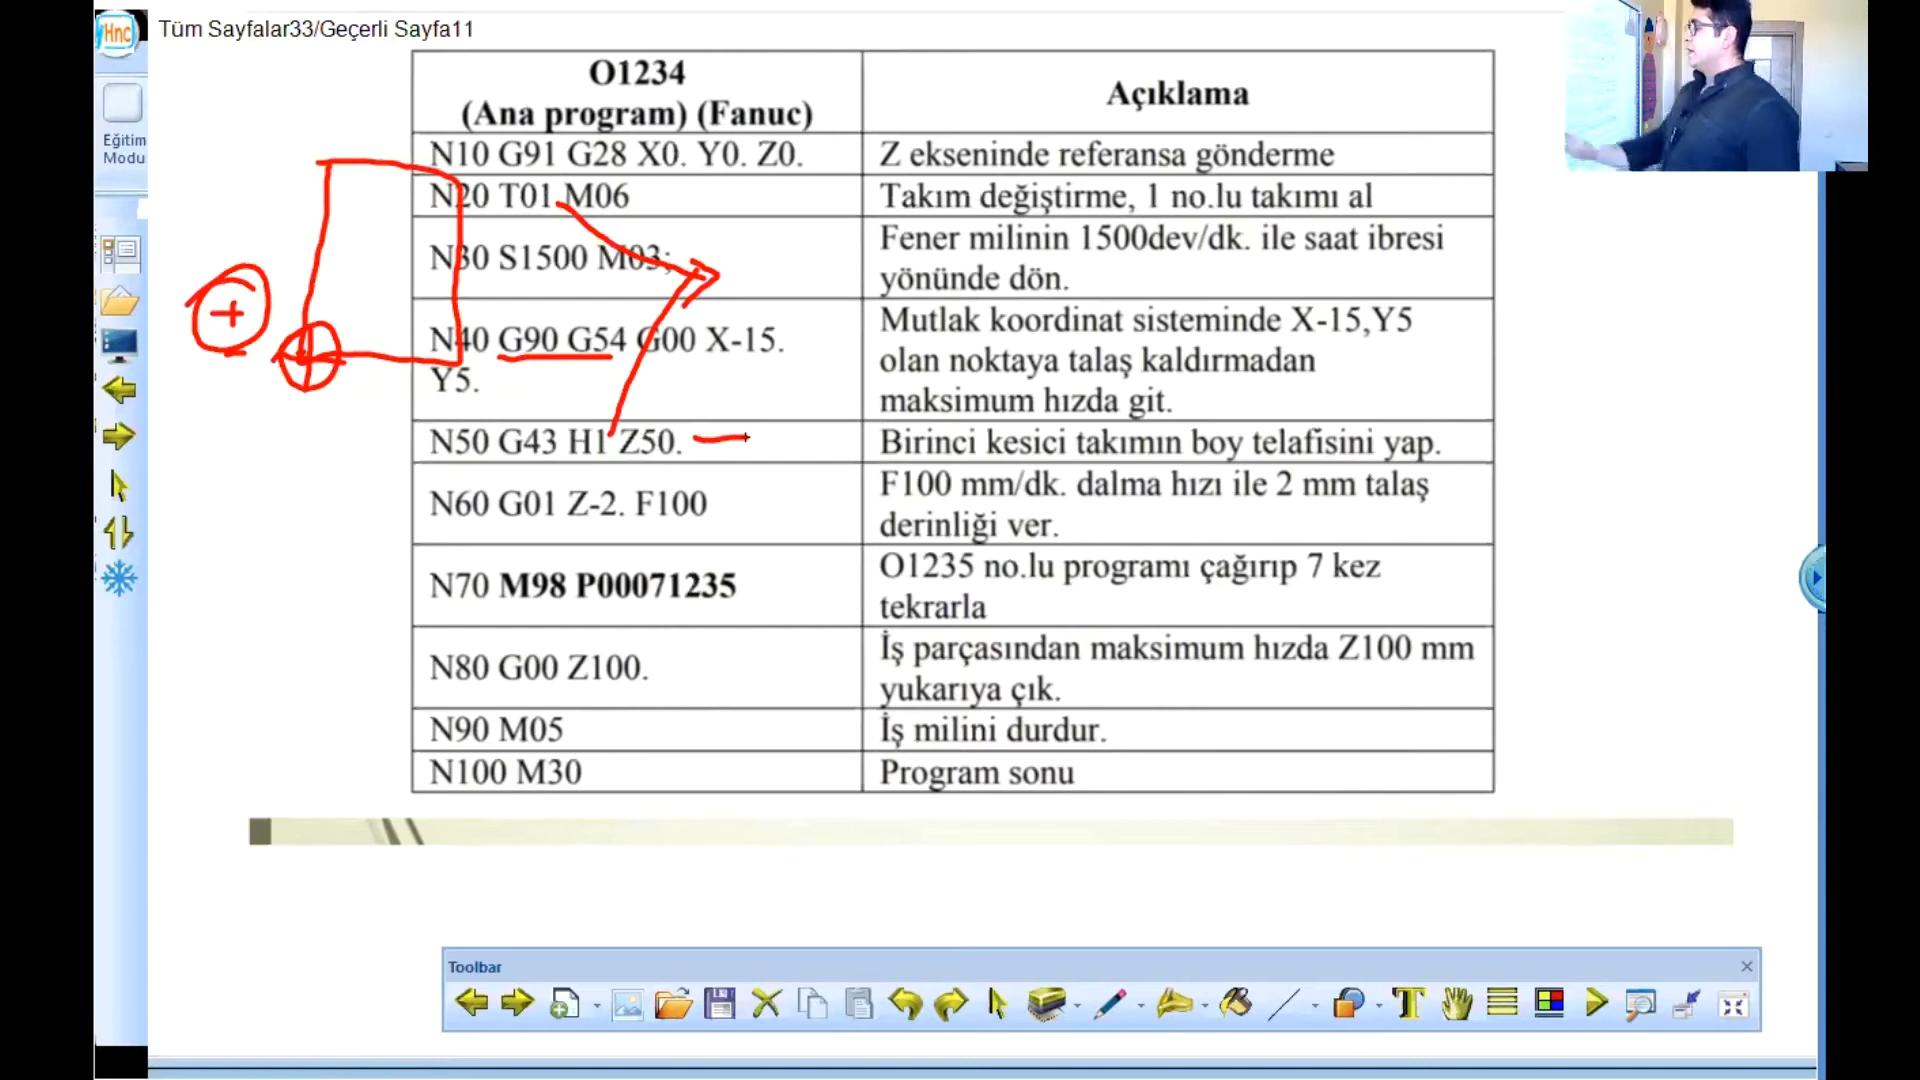 Hnc
Tüm Sayfalar33/Geçerli Sayfa11
Eğitim
Modu
O1234
(Ana program) (Fanuc)
Açıklama
N10 G91 G28 X0. Y0. Z0.
Z ekseninde referansa gönderme
N20 T01 M06
Takım değiştirme, 1 no.lu takımı al
N30 S1500 M03;
Fener milinin 1500dev/dk. ile saat ibresi
yönünde dön.
N40 G90 G54 G00 X-15.
Y5.
Mutlak koordinat sisteminde X-15,Y5
olan noktaya talaş kaldırmadan
maksimum hızda git.
N50 G43 H1 Z50.
Birinci kesici takımın boy telafisini yap.
N60 G01 Z-2. F100
F100 mm/dk. dalma hızı ile 2 mm talaş
derinliği ver.
N70 M98 P00071235
O1235 no.lu programı çağırıp 7 kez
tekrarla
N80 G00 Z100.
İş parçasından maksimum hızda Z100 mm
yukarıya çık.
N90 M05
İş milini durdur.
N100 M30
Program sonu
Toolbar